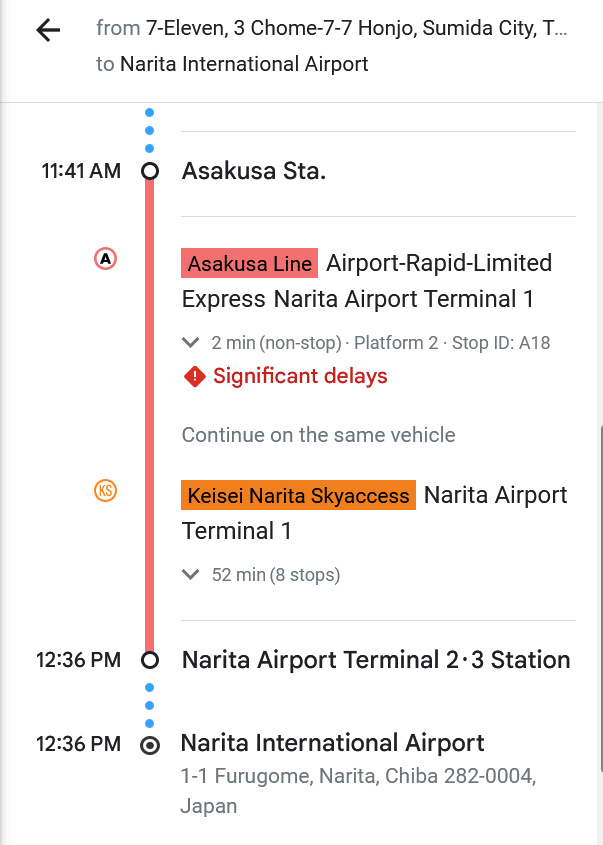 from 7-Eleven, 3 Chome-7-7 Honjo, Sumida City, T...
to Narita International Airport
11:41 AM Asakusa Sta.
A Asakusa Line Airport-Rapid-Limited
Express Narita Airport Terminal 1
2 min (non-stop) · Platform 2 · Stop ID: A18
! Significant delays
Continue on the same vehicle
KS Keisei Narita Skyaccess Narita Airport
Terminal 1
52 min (8 stops)
12:36 PM Narita Airport Terminal 2·3 Station
12:36 PM Narita International Airport
1-1 Furugome, Narita, Chiba 282-0004,
Japan